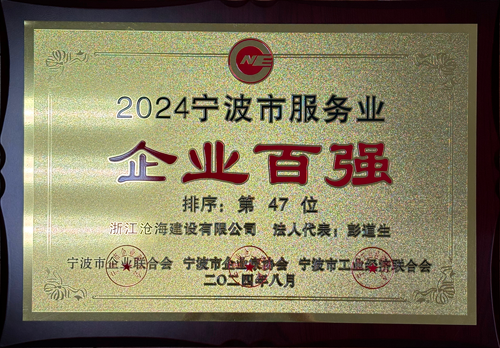 NE
2024宁波市服务业
企业百强
排序：第 47 位
浙江沧海建设有限公司 法人代表：彭道生
宁波市企业联合会 宁波市企业家协会 宁波市工业经济联合会
二〇二四年八月